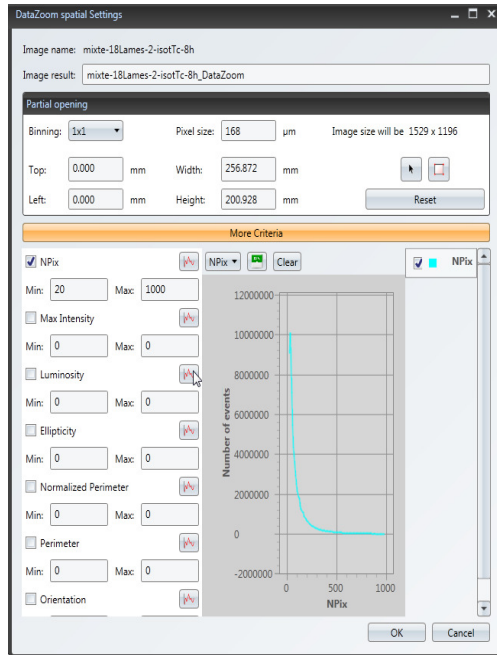 DataZoom spatial Settings
Image name: mixte-18Lames-2-isotTc-8h
Image result: mixte-18Lames-2-isotTc-8h_DataZoom
Partial opening
Binning: 1x1 Pixel size: 168 µm Image size will be 1529 x 1196
Top: 0.000 mm Width: 256.872 mm
Left: 0.000 mm Height: 200.928 mm Reset
More Criteria
NPix NPix Clear NPix
Min: 20 Max: 1000
Max Intensity
Min: 0 Max: 0
Luminosity
Min: 0 Max: 0
Ellipticity
Min: 0 Max: 0
Normalized Perimeter
Min: 0 Max: 0
Perimeter
Min: 0 Max: 0
Orientation
Number of events
12000000
10000000
8000000
6000000
4000000
2000000
0
-2000000
0 500 1000
NPix
OK Cancel